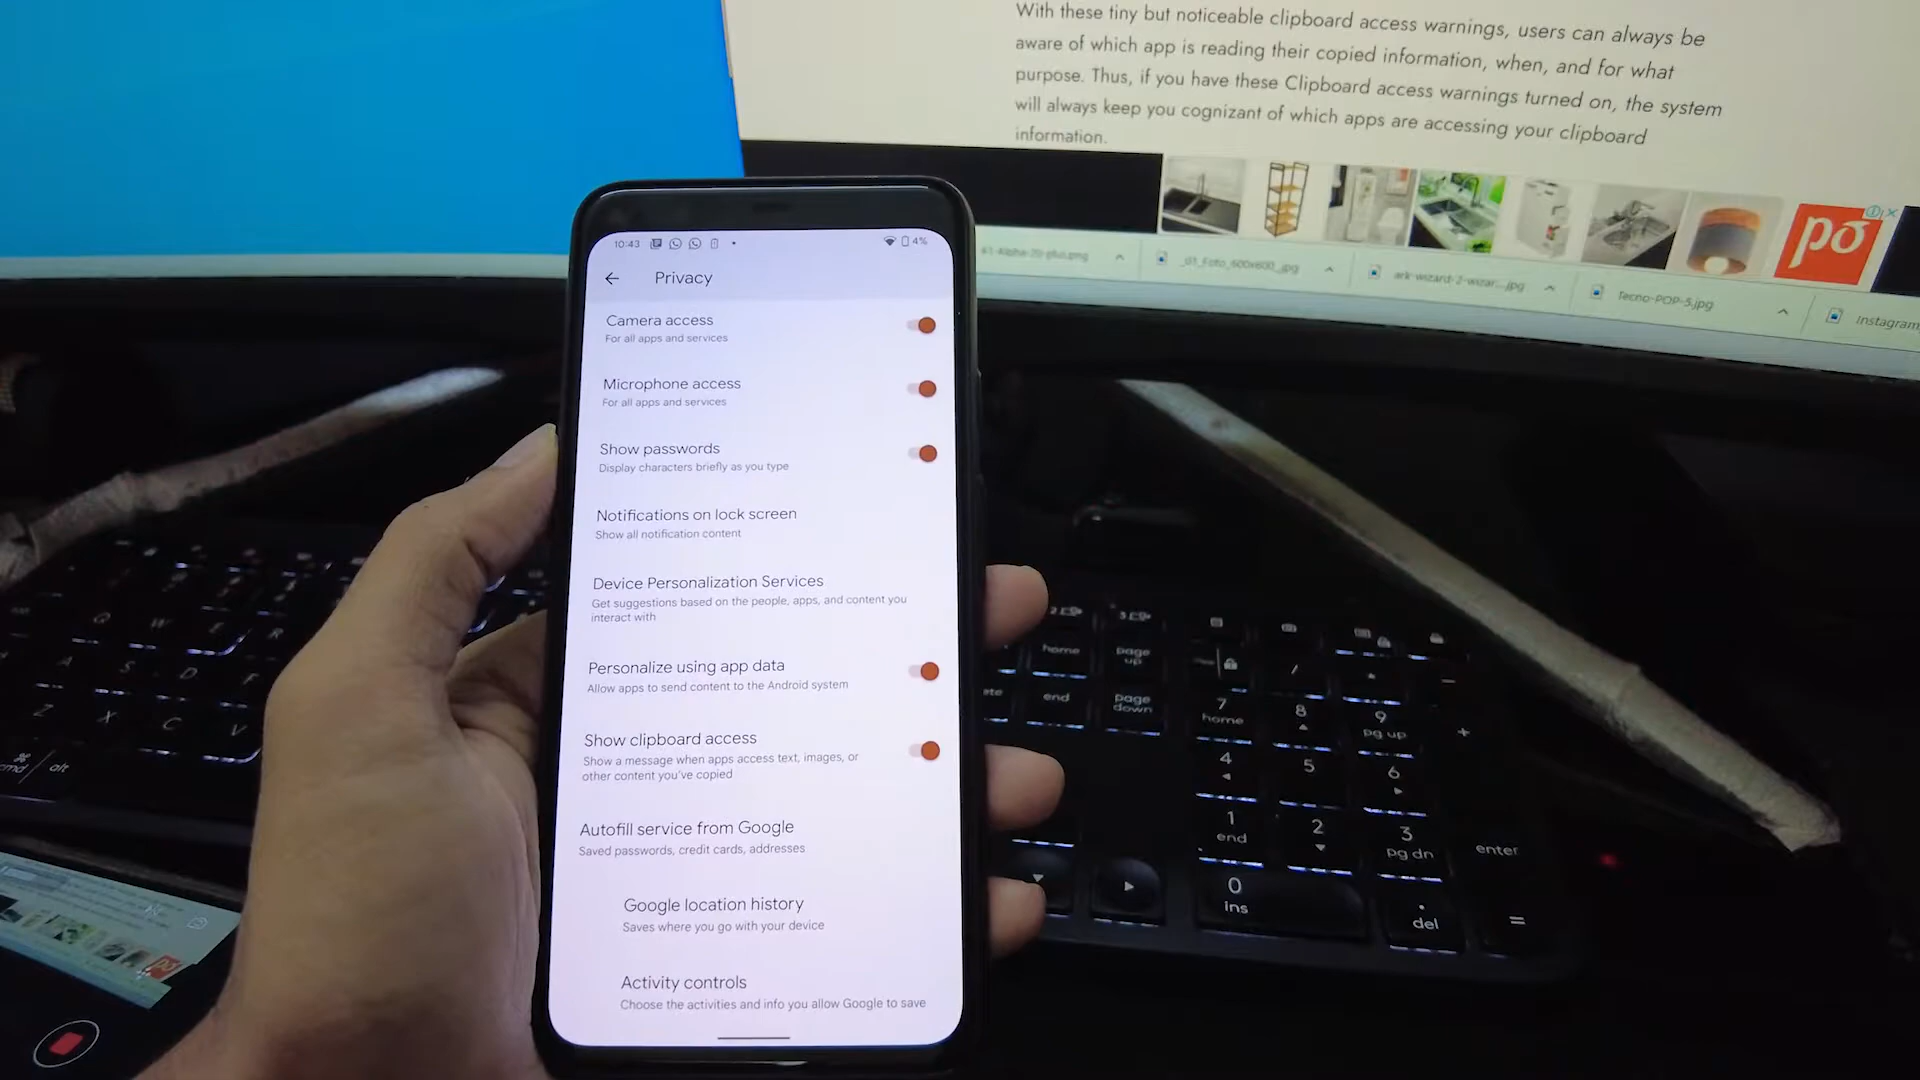 With these tiny but noticeable clipboard access warnings, users can always be
aware of which app is reading their copied information, when, and for what
purpose. Thus, if you have these Clipboard access warnings turned on, the system
will always keep you cognizant of which apps are accessing your clipboard
information.
pσ
_01_Foto_600x600_.jpg
ark-wizard-2-wizar....jpg
Tecno-POP-5.jpg
Instagram
10:43
4%
Privacy
Camera access
For all apps and services
Microphone access
For all apps and services
Show passwords
Display characters briefly as you type
Notifications on lock screen
Show all notification content
Device Personalization Services
Get suggestions based on the people, apps, and content you
interact with
Personalize using app data
Allow apps to send content to the Android system
Show clipboard access
Show a message when apps access text, images, or
other content you've copied
Autofill service from Google
Saved passwords, credit cards, addresses
Google location history
Saves where you go with your device
Activity controls
Choose the activities and info you allow Google to save
Q W E R
A S D F
Z X C V
cmd alt
home page up
end page down
7 home 8 9 pg up +
4 5 6
1 end 2 3 pg dn enter
0 ins . del =